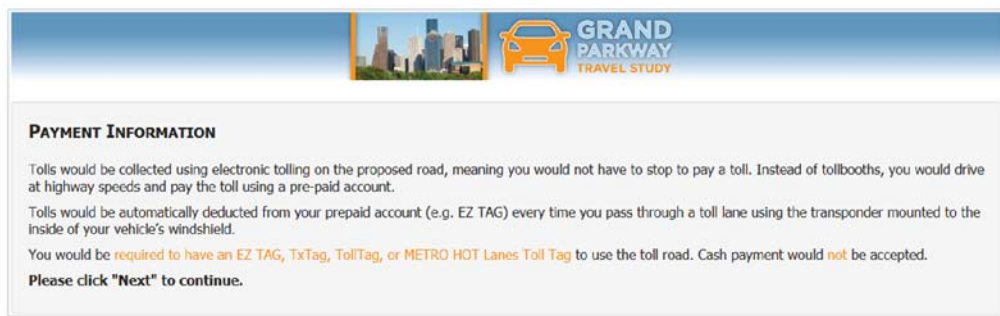 GRAND
PARKWAY
TRAVEL STUDY
PAYMENT INFORMATION
Tolls would be collected using electronic tolling on the proposed road, meaning you would not have to stop to pay a toll. Instead of tollbooths, you would drive
at highway speeds and pay the toll using a pre-paid account.
Tolls would be automatically deducted from your prepaid account (e.g. EZ TAG) every time you pass through a toll lane using the transponder mounted to the
inside of your vehicle's windshield.
You would be required to have an EZ TAG, TxTag, TollTag, or METRO HOT Lanes Toll Tag to use the toll road. Cash payment would not be accepted.
Please click "Next" to continue.